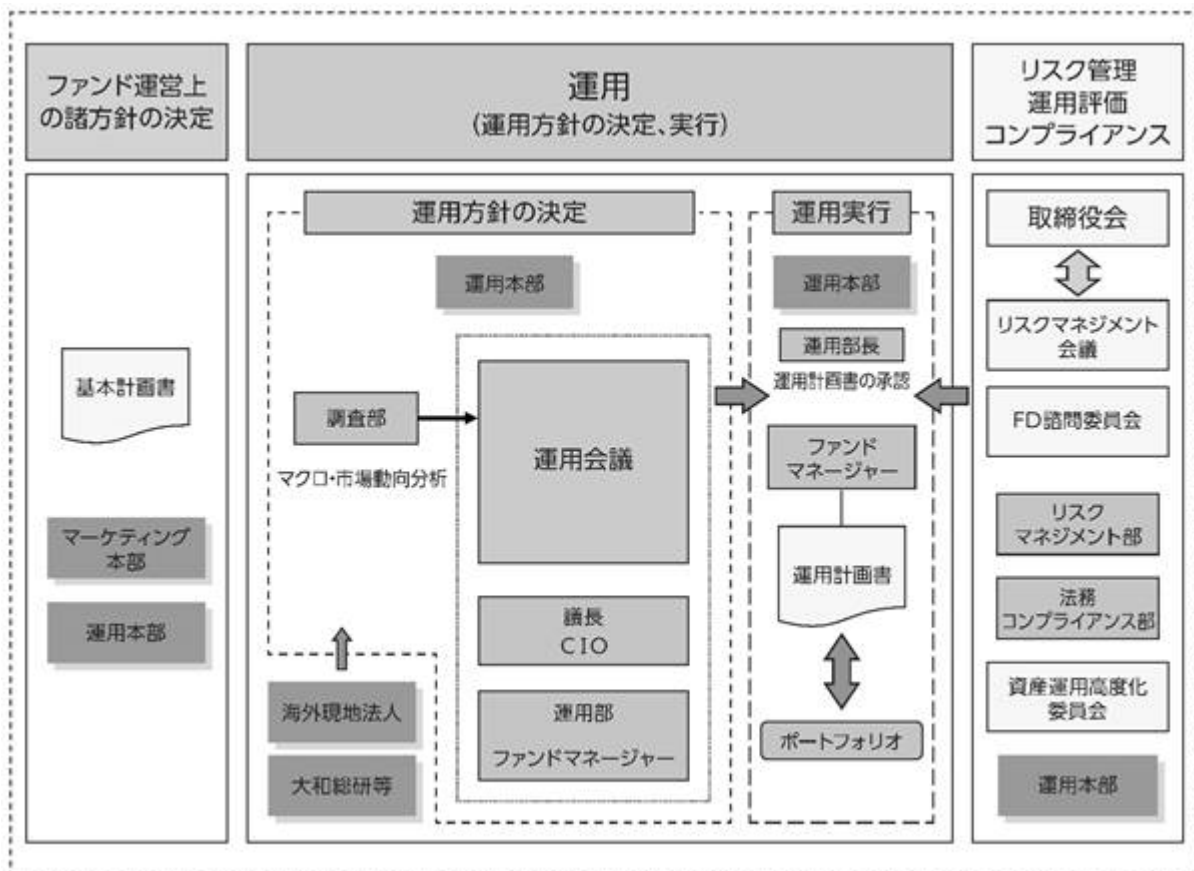 ファンド運営上
の諸方針の決定
運用
(運用方針の決定、実行)
リスク管理
運用評価
コンプライアンス
基本計画書
マーケティング
本部
運用本部
運用方針の決定
運用本部
調査部
マクロ・市場動向分析
運用会議
議長
CIO
運用部
ファンドマネージャー
海外現地法人
大和総研等
運用実行
運用本部
運用部長
運用計画書の承認
ファンド
マネージャー
運用計画書
ポートフォリオ
取締役会
リスクマネジメント
会議
FD諮問委員会
リスク
マネジメント部
法務
コンプライアンス部
資産運用高度化
委員会
運用本部